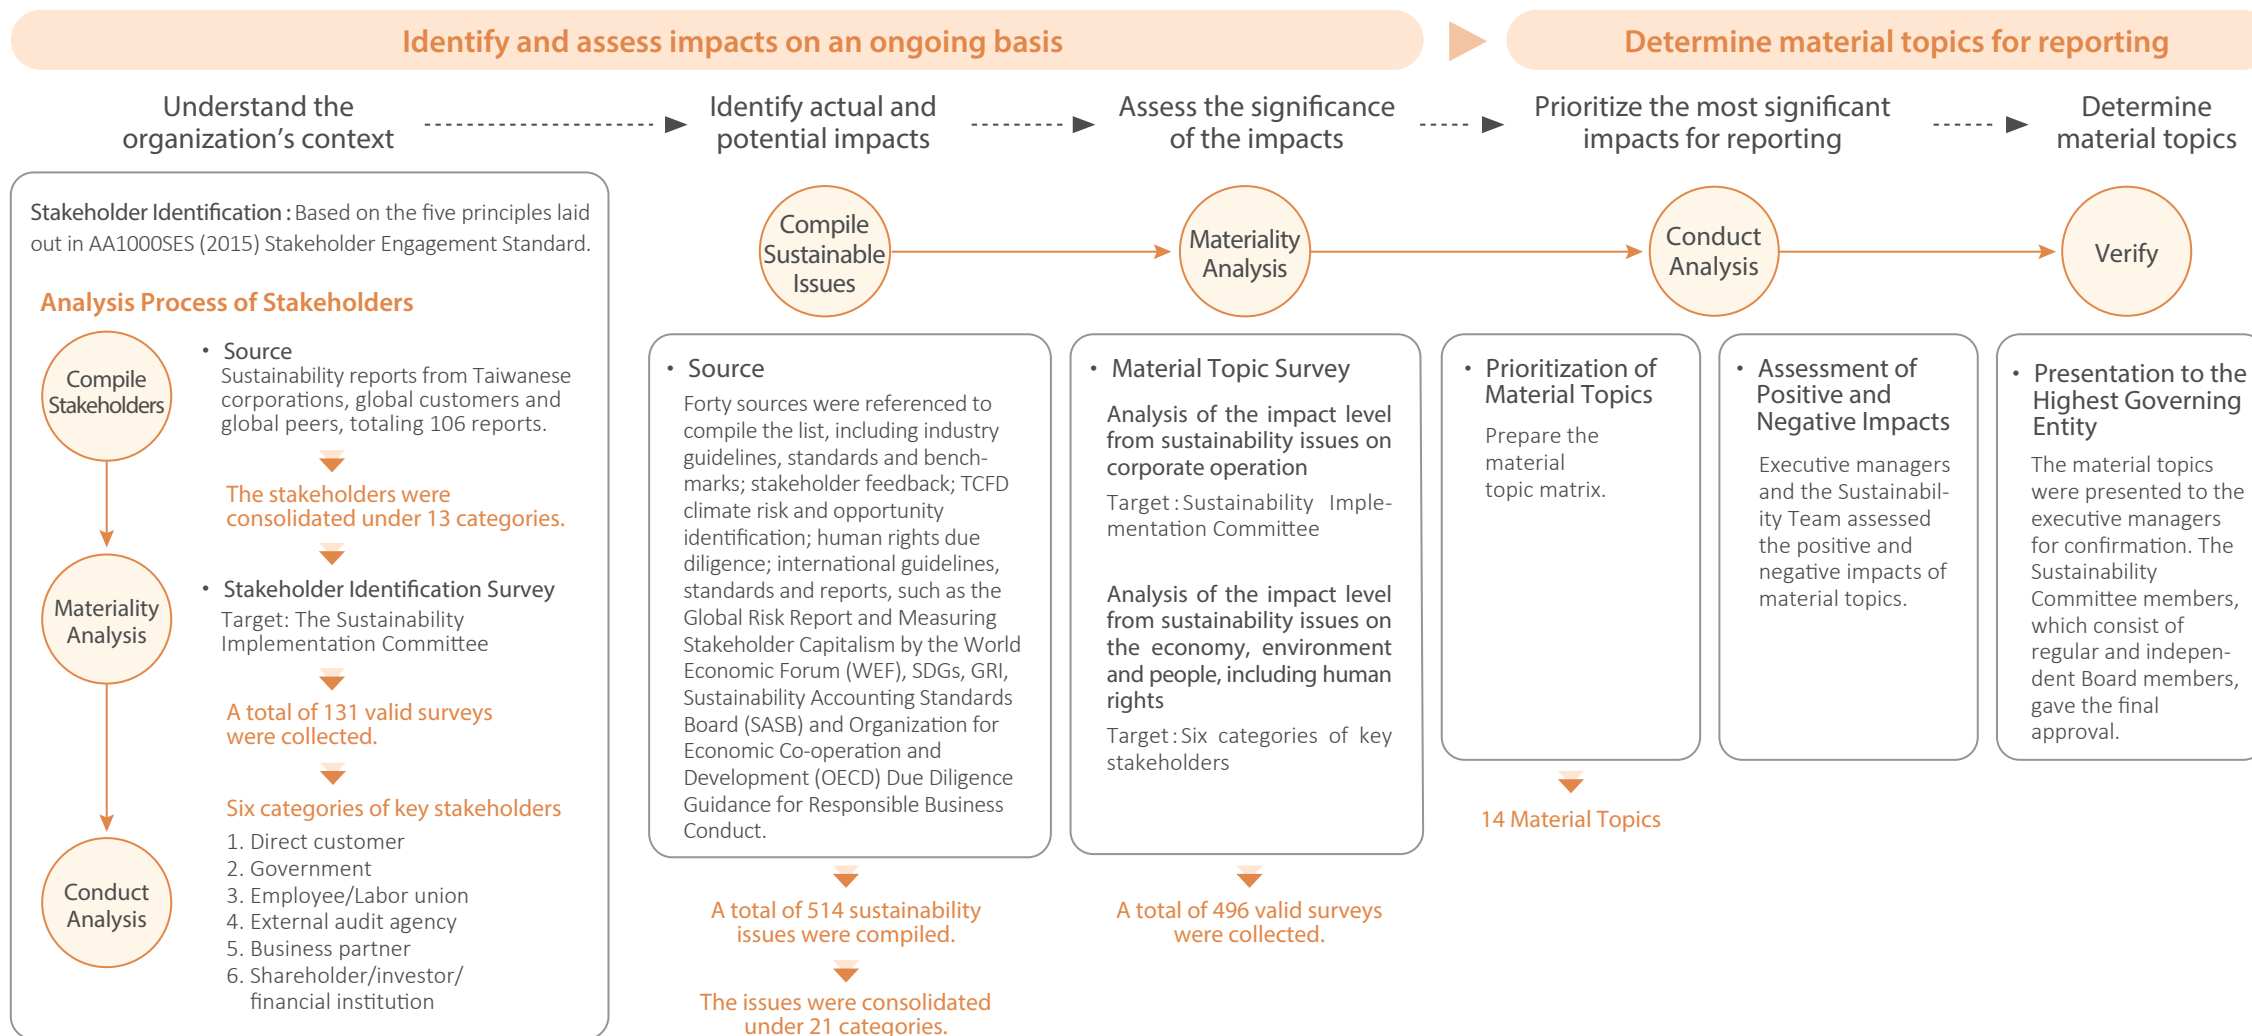 Identify and assess impacts on an ongoing basis
Determine material topics for reporting
Understand the
organization's context
Identify actual and
potential impacts
Assess the significance
of the impacts
Prioritize the most significant
impacts for reporting
Determine
material topics
Stakeholder Identification : Based on the five principles laid
out in AA1000SES (2015) Stakeholder Engagement Standard.
Analysis Process of Stakeholders
Compile
Stakeholders
• Source
Sustainability reports from Taiwanese
corporations, global customers and
global peers, totaling 106 reports.
The stakeholders were
consolidated under 13 categories.
Materiality
Analysis
• Stakeholder Identification Survey
Target: The Sustainability
Implementation Committee
A total of 131 valid surveys
were collected.
Six categories of key stakeholders
Conduct
Analysis
1. Direct customer
2. Government
3. Employee/Labor union
4. External audit agency
5. Business partner
6. Shareholder/investor/
financial institution
Compile
Sustainable
Issues
• Source
Forty sources were referenced to
compile the list, including industry
guidelines, standards and bench-
marks; stakeholder feedback; TCFD
climate risk and opportunity
identification; human rights due
diligence; international guidelines,
standards and reports, such as the
Global Risk Report and Measuring
Stakeholder Capitalism by the World
Economic Forum (WEF), SDGs, GRI,
Sustainability Accounting Standards
Board (SASB) and Organization for
Economic Co-operation and
Development (OECD) Due Diligence
Guidance for Responsible Business
Conduct.
A total of 514 sustainability
issues were compiled.
The issues were consolidated
under 21 categories.
Materiality
Analysis
• Material Topic Survey
Analysis of the impact level
from sustainability issues on
corporate operation
Target : Sustainability Imple-
mentation Committee
Analysis of the impact level
from sustainability issues on
the economy, environment
and people, including human
rights
Target : Six categories of key
stakeholders
A total of 496 valid surveys
were collected.
Conduct
Analysis
• Prioritization of
Material Topics
Prepare the
material
topic matrix.
14 Material Topics
• Assessment of
Positive and
Negative Impacts
Executive managers
and the Sustainabil-
ity Team assessed
the positive and
negative impacts of
material topics.
Verify
• Presentation to the
Highest Governing
Entity
The material topics
were presented to the
executive managers
for confirmation. The
Sustainability
Committee members,
which consist of
regular and indepen-
dent Board members,
gave the final
approval.